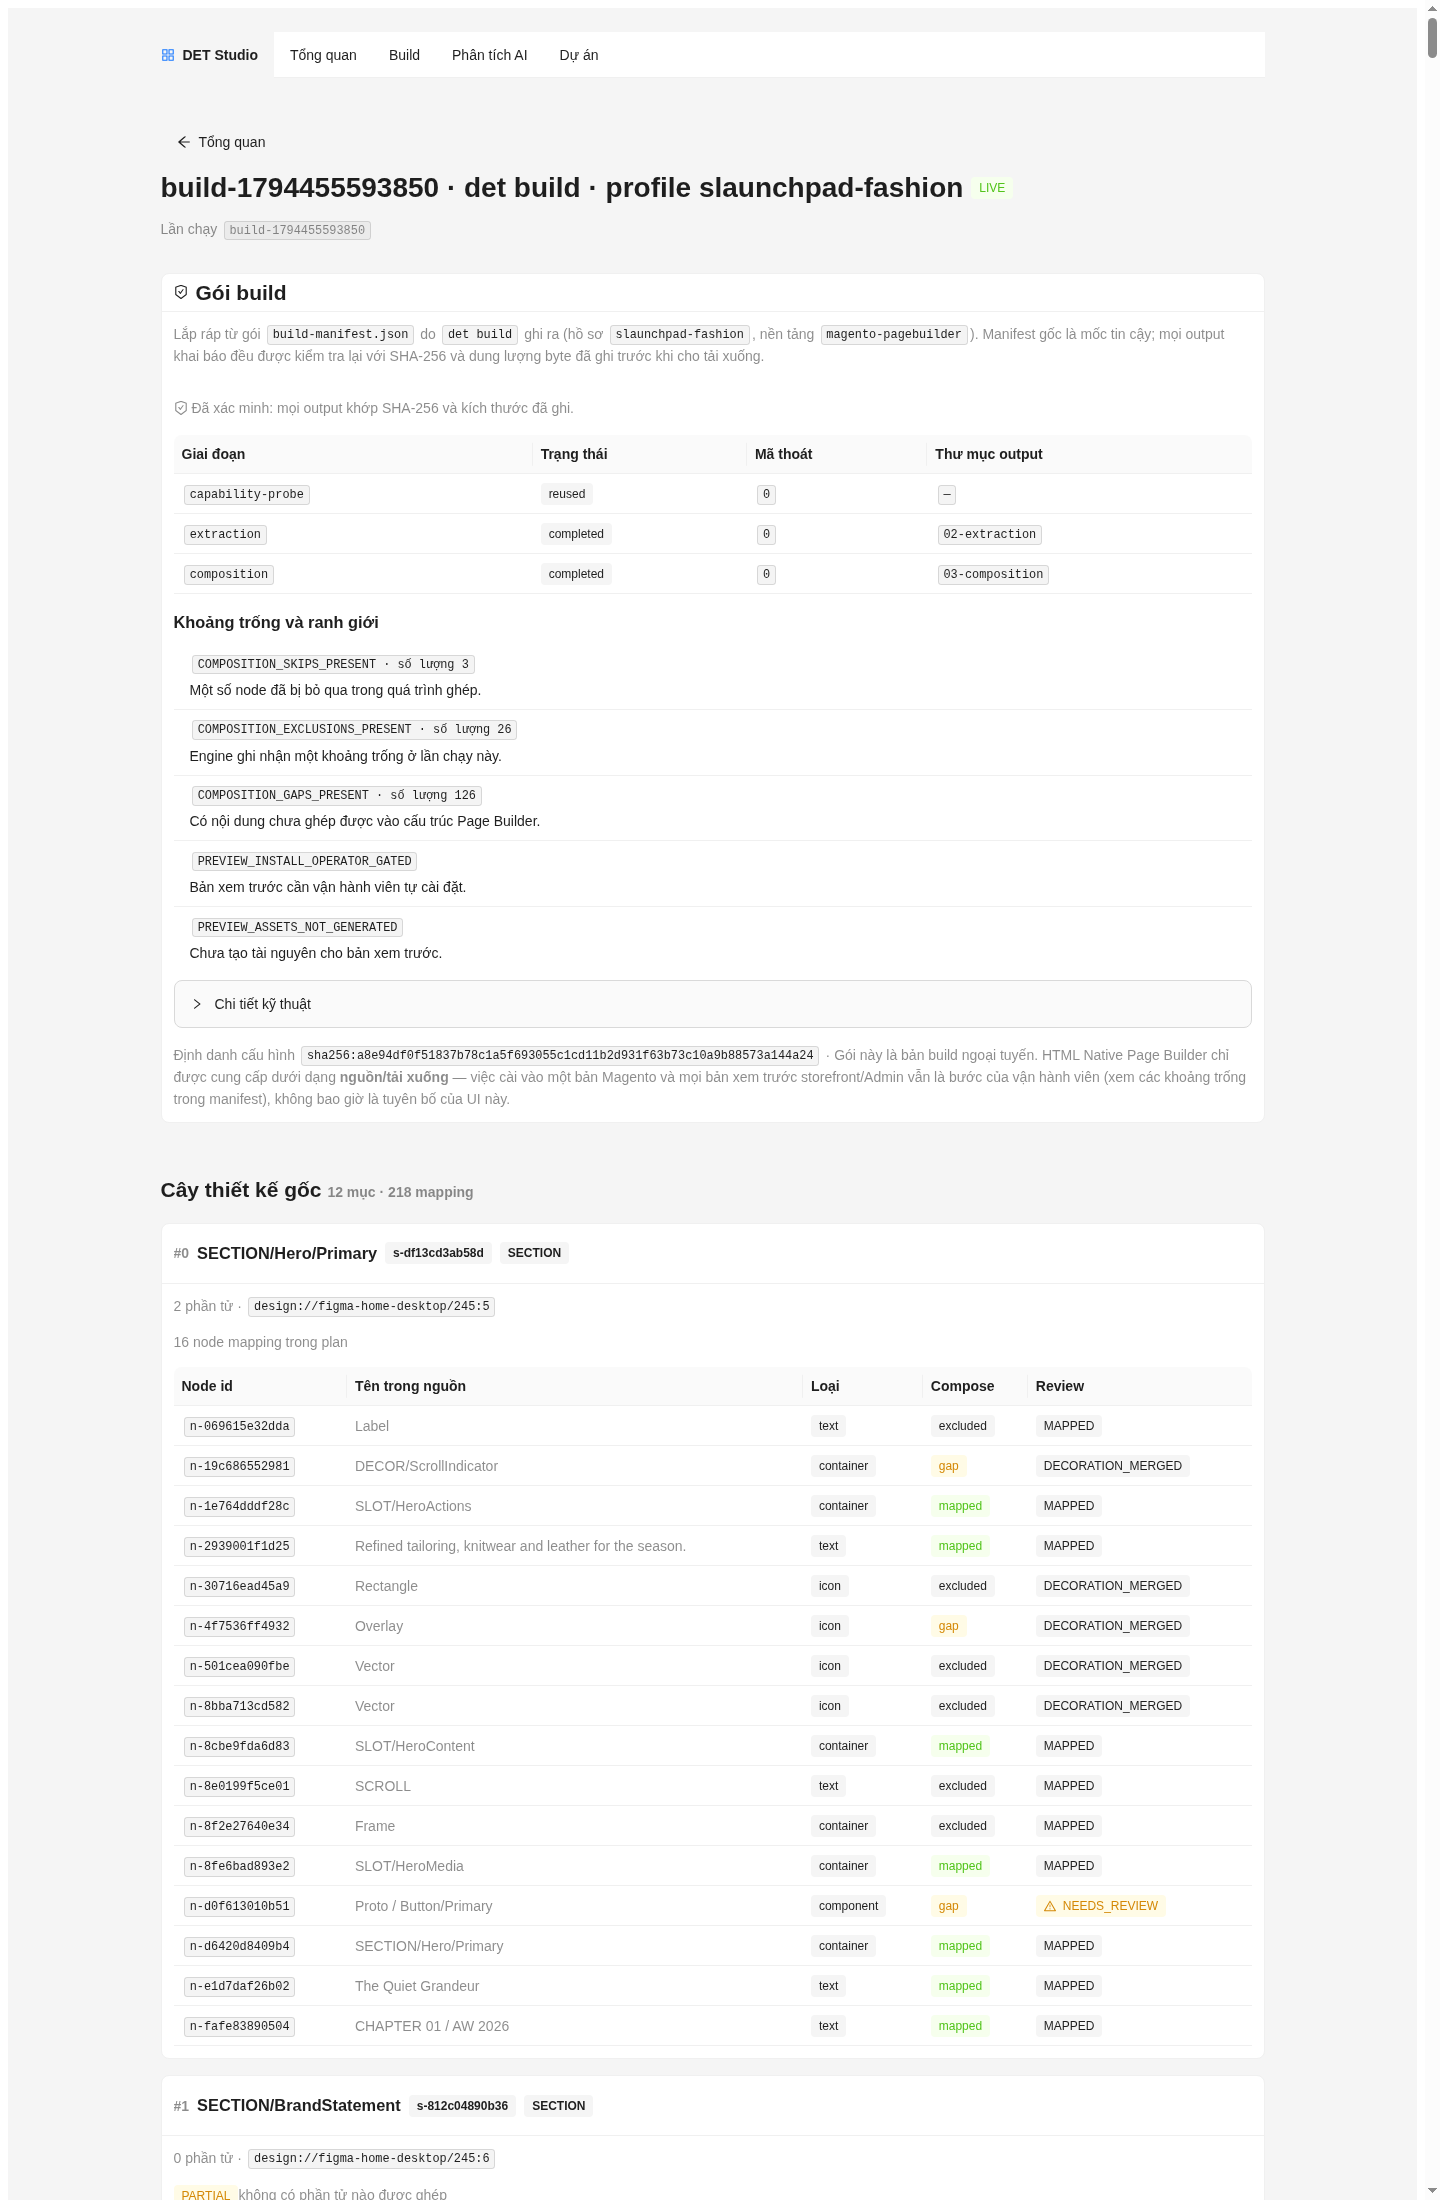 DET Studio Tổng quan Build Phân tích AI Dự án
Tổng quan
build-1794455593850 · det build · profile slaunchpad-fashion LIVE
Lần chạy build-1794455593850
Gói build
Lắp ráp từ gói build-manifest.json do det build ghi ra (hồ sơ slaunchpad-fashion, nền tảng magento-pagebuilder). Manifest gốc là mốc tin cậy; mọi output
khai báo đều được kiểm tra lại với SHA-256 và dung lượng byte đã ghi trước khi cho tải xuống.
Đã xác minh: mọi output khớp SHA-256 và kích thước đã ghi.
Giai đoạn Trạng thái Mã thoát Thư mục output
capability-probe reused 0 —
extraction completed 0 02-extraction
composition completed 0 03-composition
Khoảng trống và ranh giới
COMPOSITION_SKIPS_PRESENT · số lượng 3
Một số node đã bị bỏ qua trong quá trình ghép.
COMPOSITION_EXCLUSIONS_PRESENT · số lượng 26
Engine ghi nhận một khoảng trống ở lần chạy này.
COMPOSITION_GAPS_PRESENT · số lượng 126
Có nội dung chưa ghép được vào cấu trúc Page Builder.
PREVIEW_INSTALL_OPERATOR_GATED
Bản xem trước cần vận hành viên tự cài đặt.
PREVIEW_ASSETS_NOT_GENERATED
Chưa tạo tài nguyên cho bản xem trước.
Chi tiết kỹ thuật
Định danh cấu hình sha256:a8e94df0f51837b78c1a5f693055c1cd11b2d931f63b73c10a9b88573a144a24 · Gói này là bản build ngoại tuyến. HTML Native Page Builder chỉ
được cung cấp dưới dạng nguồn/tải xuống — việc cài vào một bản Magento và mọi bản xem trước storefront/Admin vẫn là bước của vận hành viên (xem các khoảng trống
trong manifest), không bao giờ là tuyên bố của UI này.
Cây thiết kế gốc 12 mục · 218 mapping
#0 SECTION/Hero/Primary s-df13cd3ab58d SECTION
2 phần tử · design://figma-home-desktop/245:5
16 node mapping trong plan
Node id Tên trong nguồn Loại Compose Review
n-069615e32dda Label text excluded MAPPED
n-19c686552981 DECOR/ScrollIndicator container gap DECORATION_MERGED
n-1e764dddf28c SLOT/HeroActions container mapped MAPPED
n-2939001f1d25 Refined tailoring, knitwear and leather for the season. text mapped MAPPED
n-30716ead45a9 Rectangle icon excluded DECORATION_MERGED
n-4f7536ff4932 Overlay icon gap DECORATION_MERGED
n-501cea090fbe Vector icon excluded DECORATION_MERGED
n-8bba713cd582 Vector icon excluded DECORATION_MERGED
n-8cbe9fda6d83 SLOT/HeroContent container mapped MAPPED
n-8e0199f5ce01 SCROLL text excluded MAPPED
n-8f2e27640e34 Frame container excluded MAPPED
n-8fe6bad893e2 SLOT/HeroMedia container mapped MAPPED
n-d0f613010b51 Proto / Button/Primary component gap NEEDS_REVIEW
n-d6420d8409b4 SECTION/Hero/Primary container mapped MAPPED
n-e1d7daf26b02 The Quiet Grandeur text mapped MAPPED
n-fafe83890504 CHAPTER 01 / AW 2026 text mapped MAPPED
#1 SECTION/BrandStatement s-812c04890b36 SECTION
0 phần tử · design://figma-home-desktop/245:6
PARTIAL không có phần tử nào được ghép